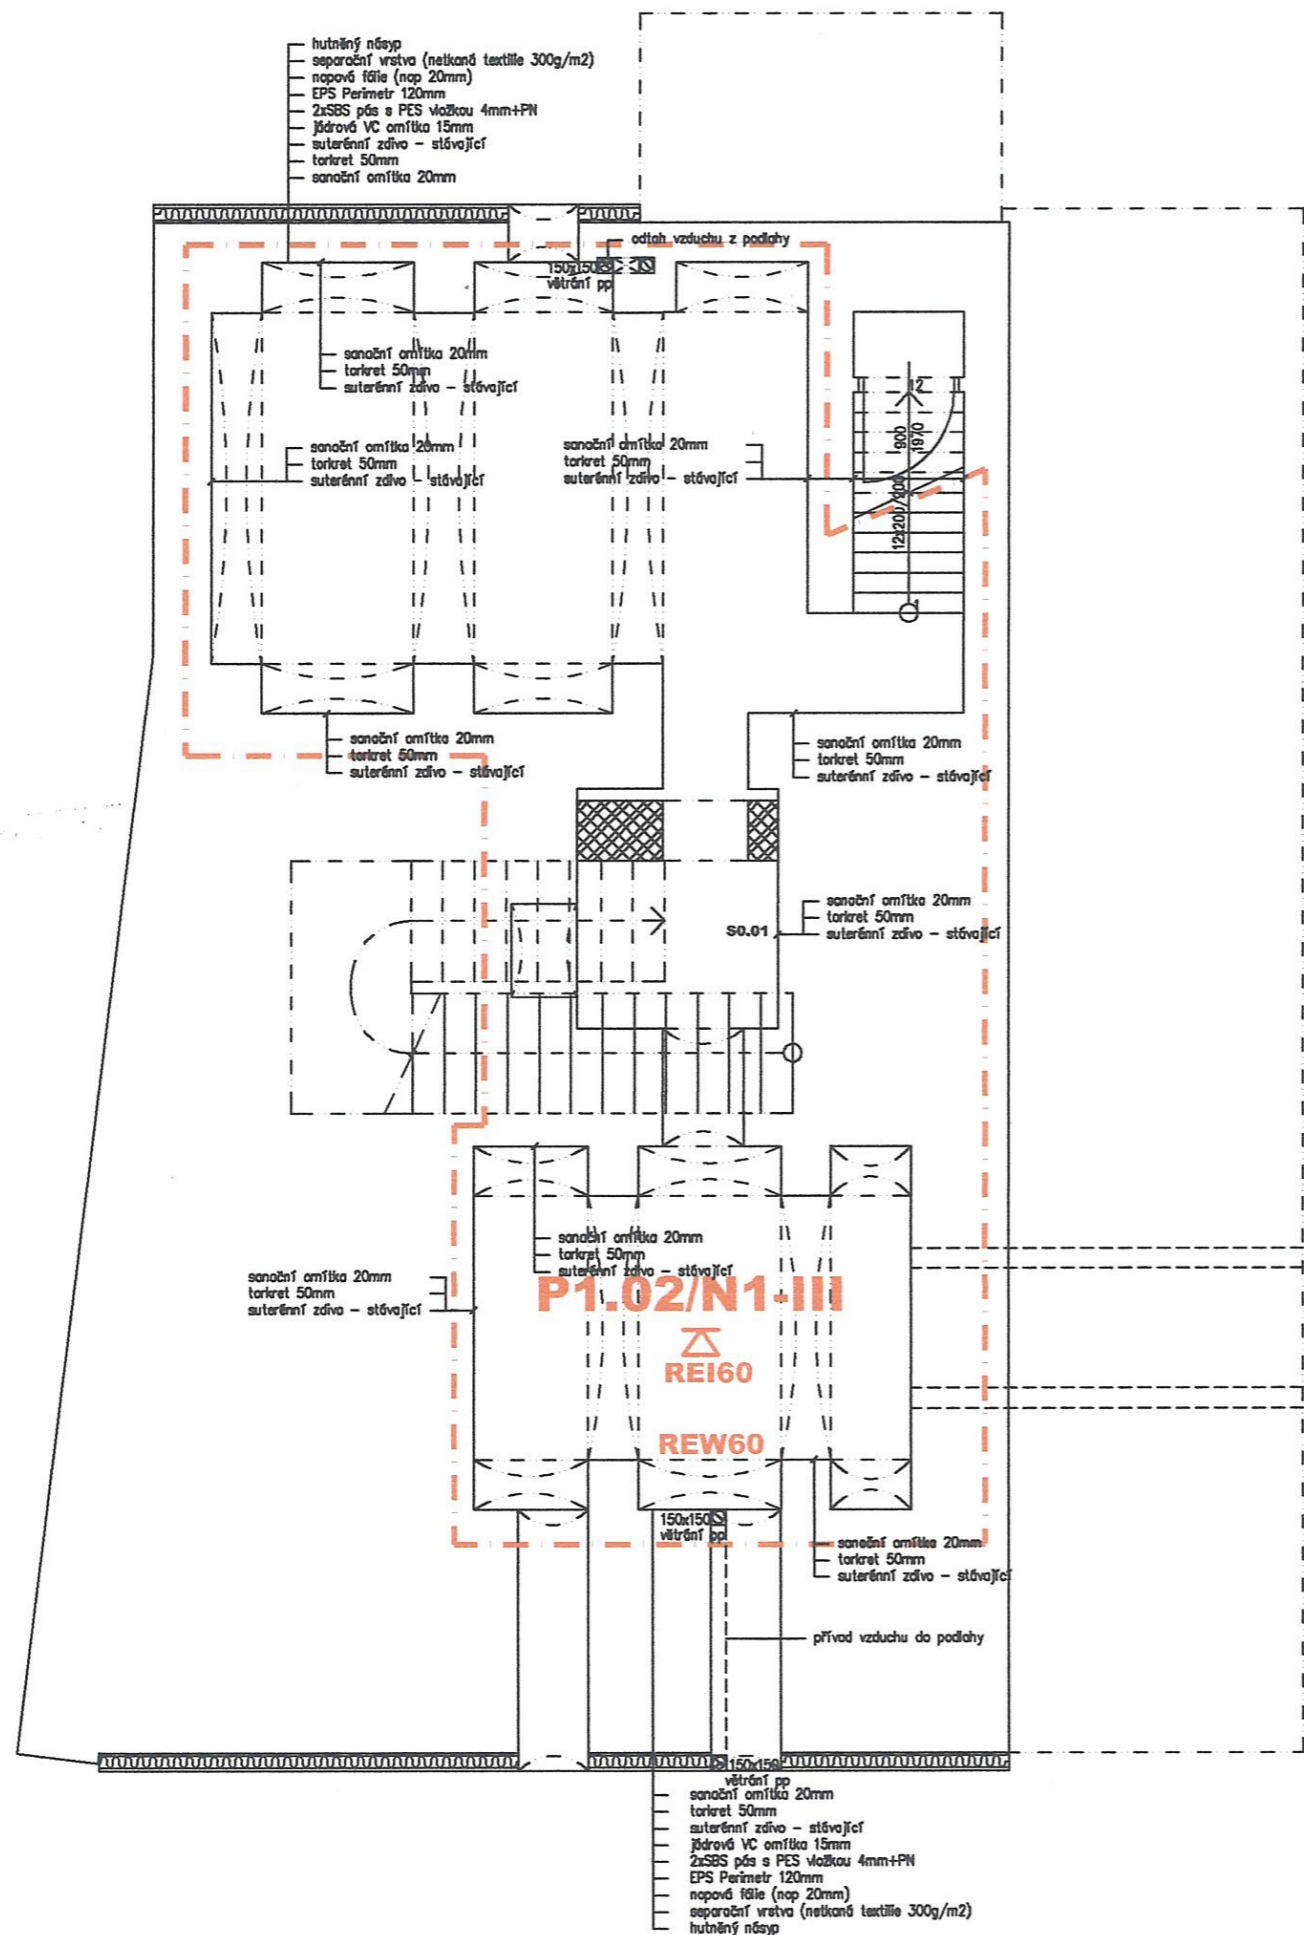 hutněný násyp
separační vrstva (netkaná textilie 300g/m2)
nopová fólie (nop 20mm)
EPS Perimetr 120mm
2xSBS pás s PES vložkou 4mm+PN
jádrová VC omítka 15mm
suterénní zdivo - stávající
torkret 50mm
sanační omítka 20mm
odtah vzduchu z podlahy
150x150
větrání pp
sanační omítka 20mm
torkret 50mm
suterénní zdivo - stávající
sanační omítka 20mm
torkret 50mm
suterénní zdivo - stávající
sanační omítka 20mm
torkret 50mm
suterénní zdivo - stávající
12
900
1970
12x200/200
1
sanační omítka 20mm
torkret 50mm
suterénní zdivo - stávající
sanační omítka 20mm
torkret 50mm
suterénní zdivo - stávající
S0.01
sanační omítka 20mm
torkret 50mm
suterénní zdivo - stávající
sanační omítka 20mm
torkret 50mm
suterénní zdivo - stávající
sanační omítka 20mm
torkret 50mm
suterénní zdivo - stávající
P1.02/N1-III
REI60
REW60
150x150
větrání pp
sanační omítka 20mm
torkret 50mm
suterénní zdivo - stávající
přívod vzduchu do podlahy
150x150
větrání pp
sanační omítka 20mm
torkret 50mm
suterénní zdivo - stávající
jádrová VC omítka 15mm
2xSBS pás s PES vložkou 4mm+PN
EPS Perimetr 120mm
nopová fólie (nop 20mm)
separační vrstva (netkaná textilie 300g/m2)
hutněný násyp